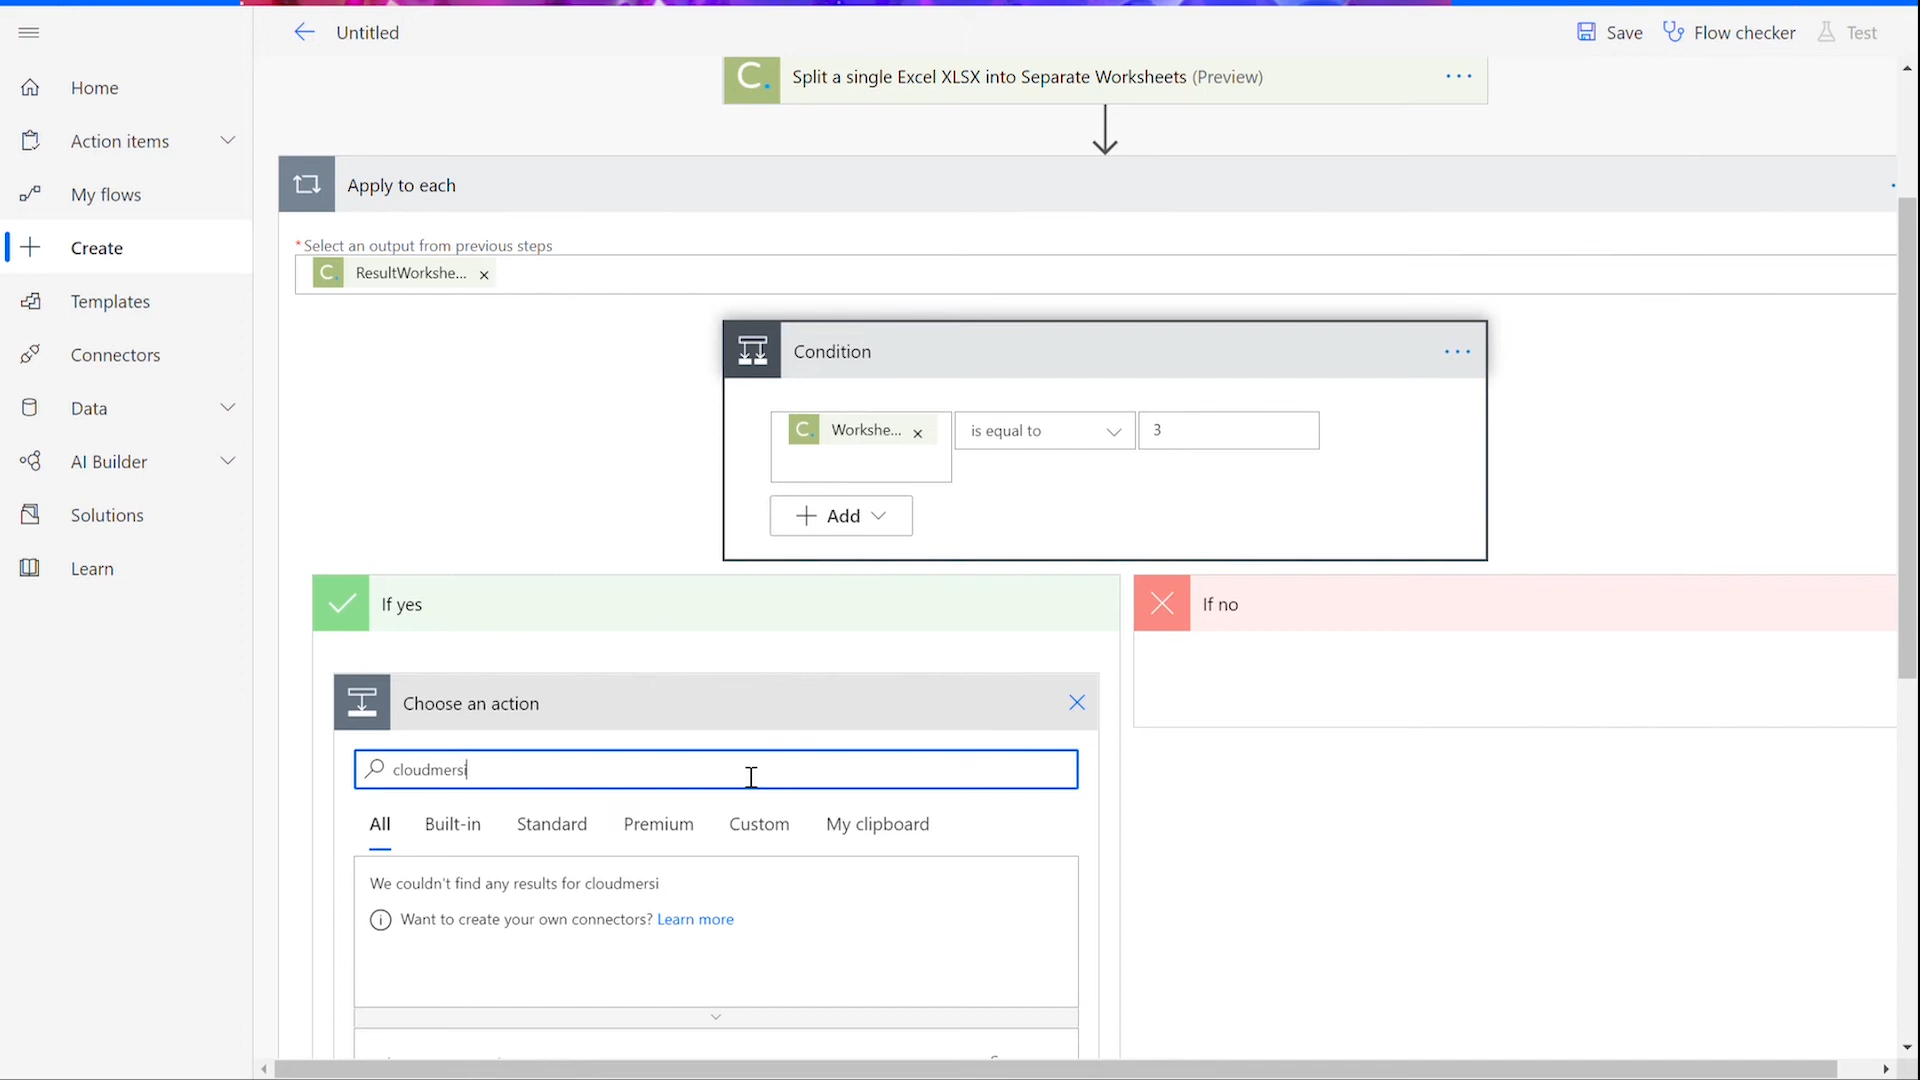 Untitled
Save
Flow checker
Test
Home
Action items
My flows
Create
Templates
Connectors
Data
AI Builder
Solutions
Learn
C. Split a single Excel XLSX into Separate Worksheets (Preview) ...
Apply to each
* Select an output from previous steps
C. ResultWorkshe... ×
Condition ...
C. Workshe... × is equal to 3
+ Add
If yes
If no
Choose an action
cloudmersi
All Built-in Standard Premium Custom My clipboard
We couldn't find any results for cloudmersi
Want to create your own connectors? Learn more